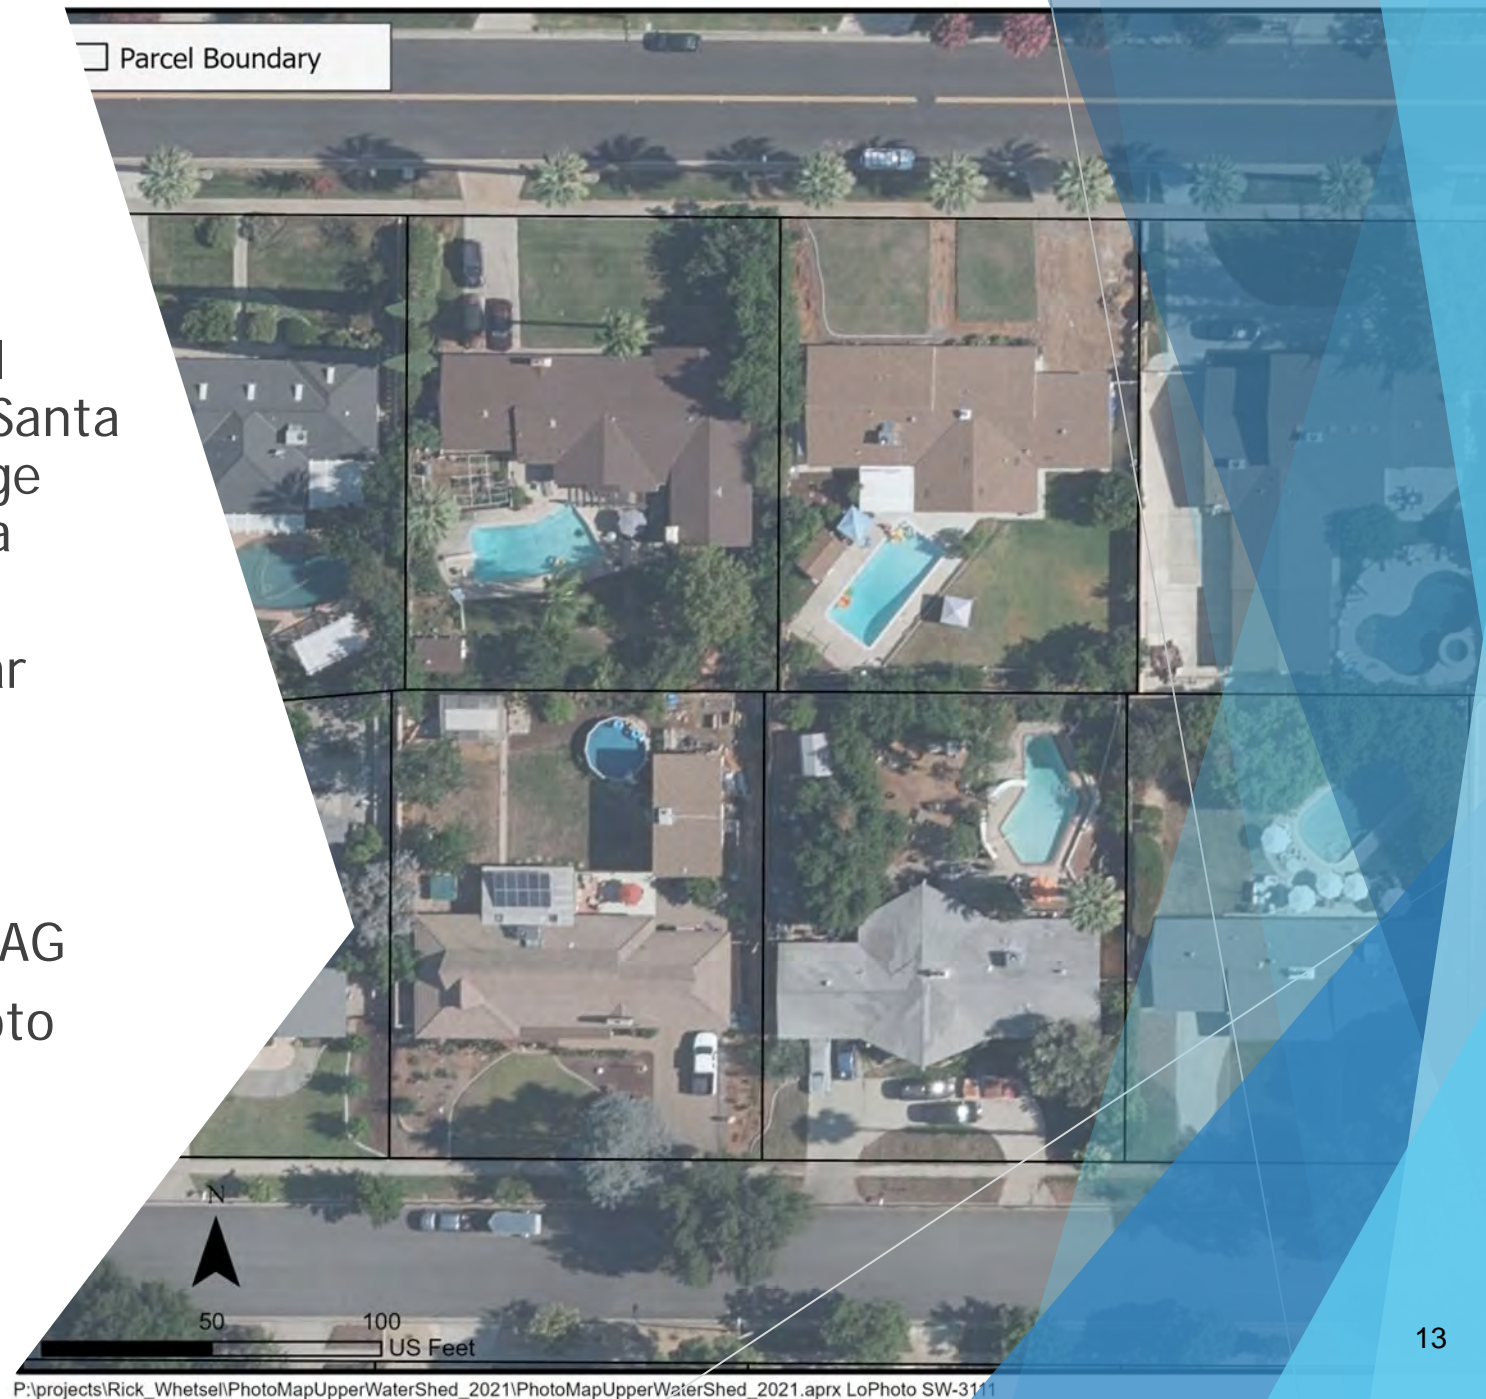 Parcel Boundary
Santa
ge
a
ar
AG
oto
N
50 100
US Feet
13
P:\projects\Rick_Whetsel\PhotoMapUpperWaterShed_2021\PhotoMapUpperWaterShed_2021.aprx LoPhoto SW-3111